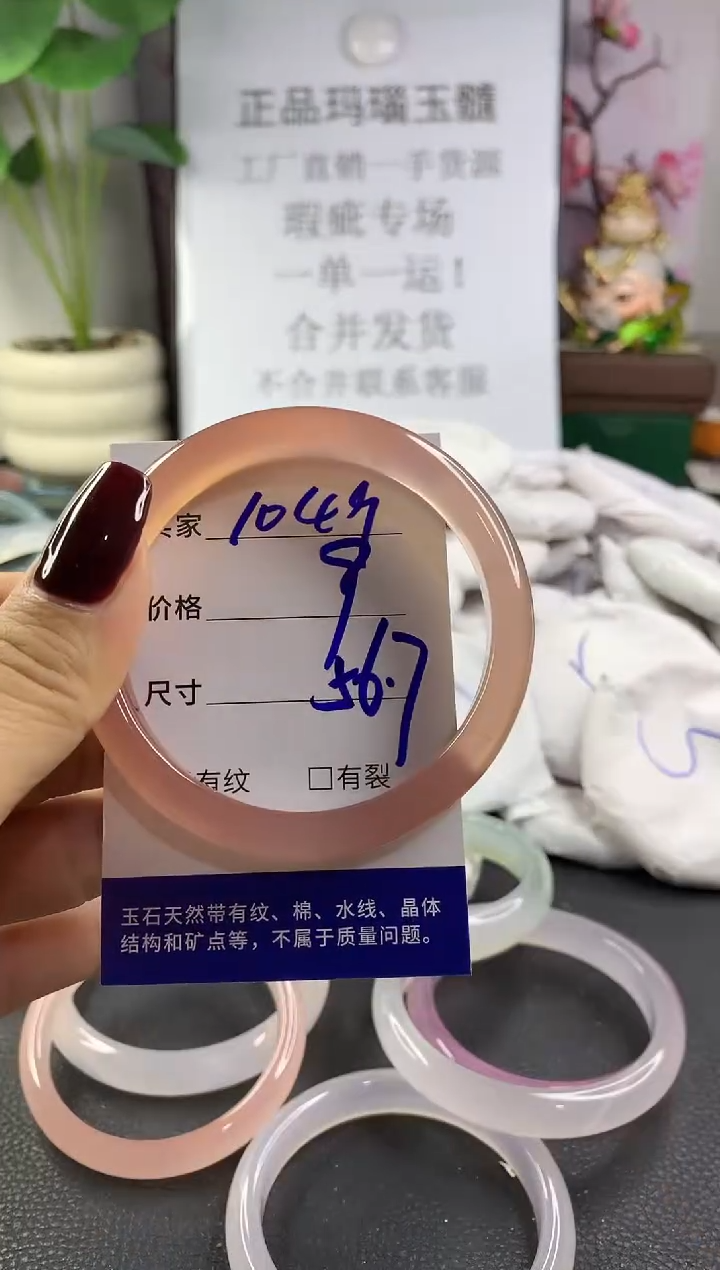 正品玛瑙玉髓
工厂直销一手货源
瑕疵专场
一单一运！
合并发货
不合并联系客服
家
价格
尺寸 56.7
有纹 □有裂
玉石天然带有纹、棉、水线、晶体
结构和矿点等，不属于质量问题。